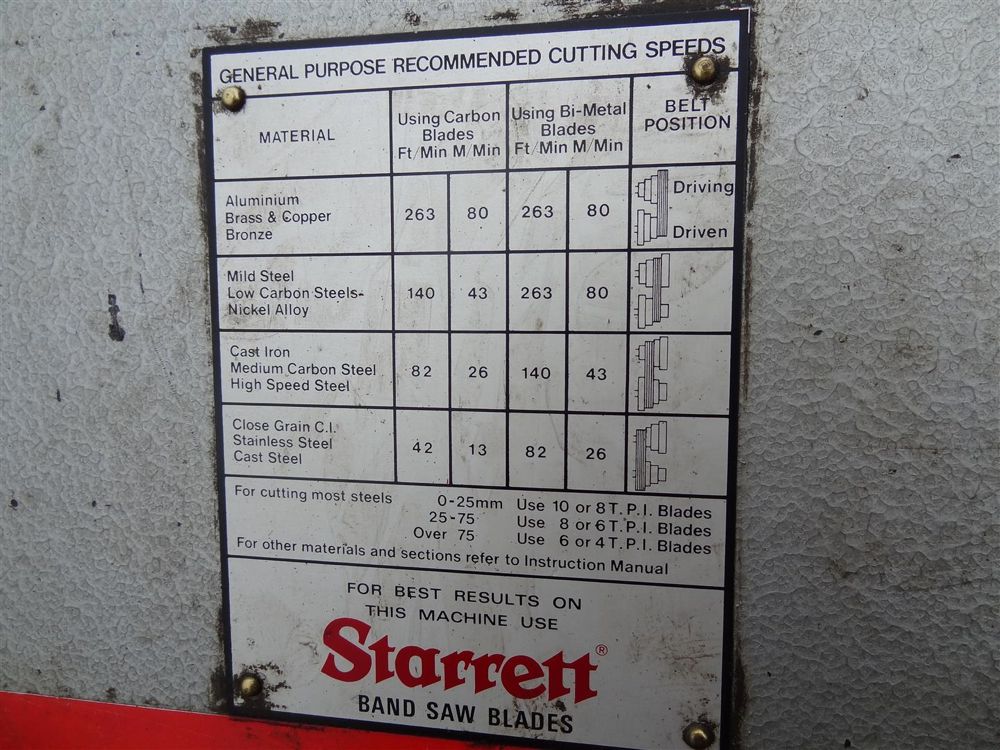 GENERAL PURPOSE RECOMMENDED CUTTING SPEEDS
MATERIAL
Using Carbon
Blades
Ft/Min M/Min
Using Bi-Metal
Blades
Ft/Min M/Min
BELT
POSITION
Aluminium
Brass & Copper
Bronze
263 80 263 80
Driving
Driven
Mild Steel
Low Carbon Steels-
Nickel Alloy
140 43 263 80
Cast Iron
Medium Carbon Steel
High Speed Steel
82 26 140 43
Close Grain C.I.
Stainless Steel
Cast Steel
42 13 82 26
For cutting most steels 0-25mm Use 10 or 8 T.P.I. Blades
25-75 Use 8 or 6 T.P.I. Blades
Over 75 Use 6 or 4 T.P.I. Blades
For other materials and sections refer to Instruction Manual
FOR BEST RESULTS ON
THIS MACHINE USE
Starrett®
BAND SAW BLADES